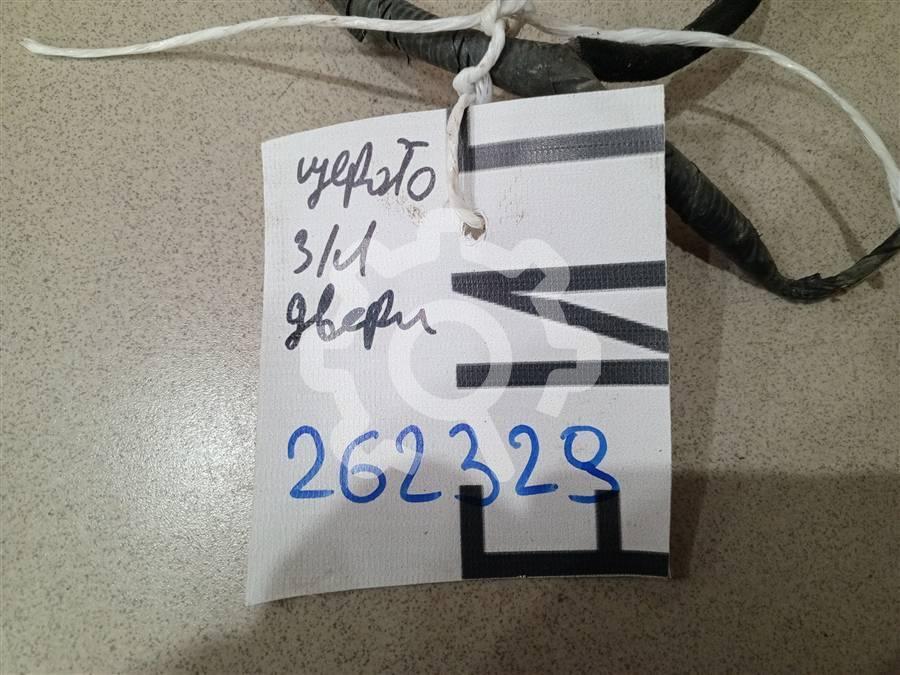 церато
з/л
двери
262329